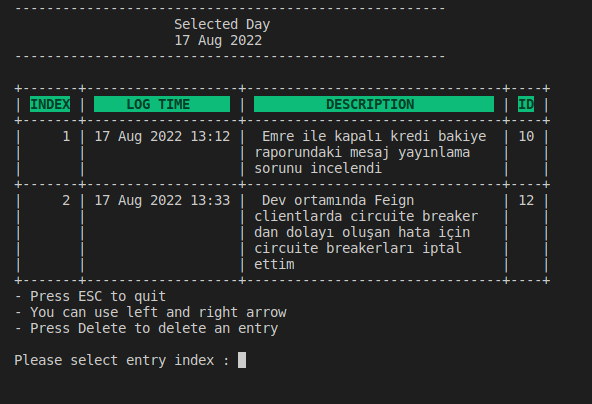 Selected Day
17 Aug 2022
INDEX | LOG TIME | DESCRIPTION | ID
1 | 17 Aug 2022 13:12 | Emre ile kapalı kredi bakiye | 10
raporundaki mesaj yayınlama
sorunu incelendi
2 | 17 Aug 2022 13:33 | Dev ortamında Feign | 12
clientlarda circuite breaker
dan dolayı oluşan hata için
circuite breakerları iptal
ettim
- Press ESC to quit
- You can use left and right arrow
- Press Delete to delete an entry
Please select entry index :